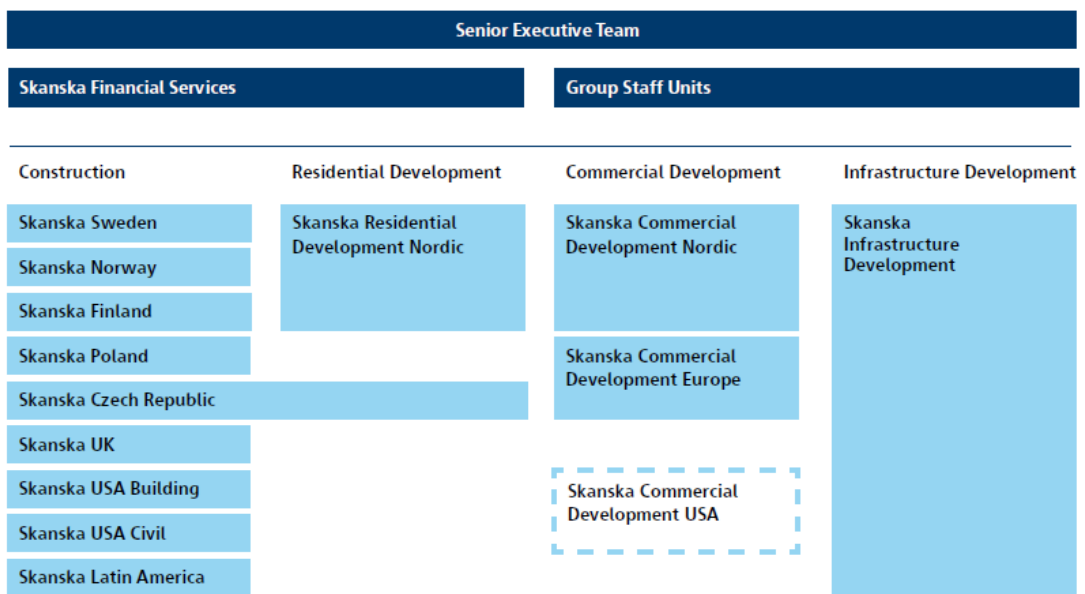 Senior Executive Team
Skanska Financial Services
Group Staff Units
Construction
Residential Development
Commercial Development
Infrastructure Development
Skanska Sweden
Skanska Norway
Skanska Finland
Skanska Poland
Skanska Czech Republic
Skanska UK
Skanska USA Building
Skanska USA Civil
Skanska Latin America
Skanska Residential
Development Nordic
Skanska Commercial
Development Nordic
Skanska Commercial
Development Europe
Skanska Commercial
Development USA
Skanska
Infrastructure
Development